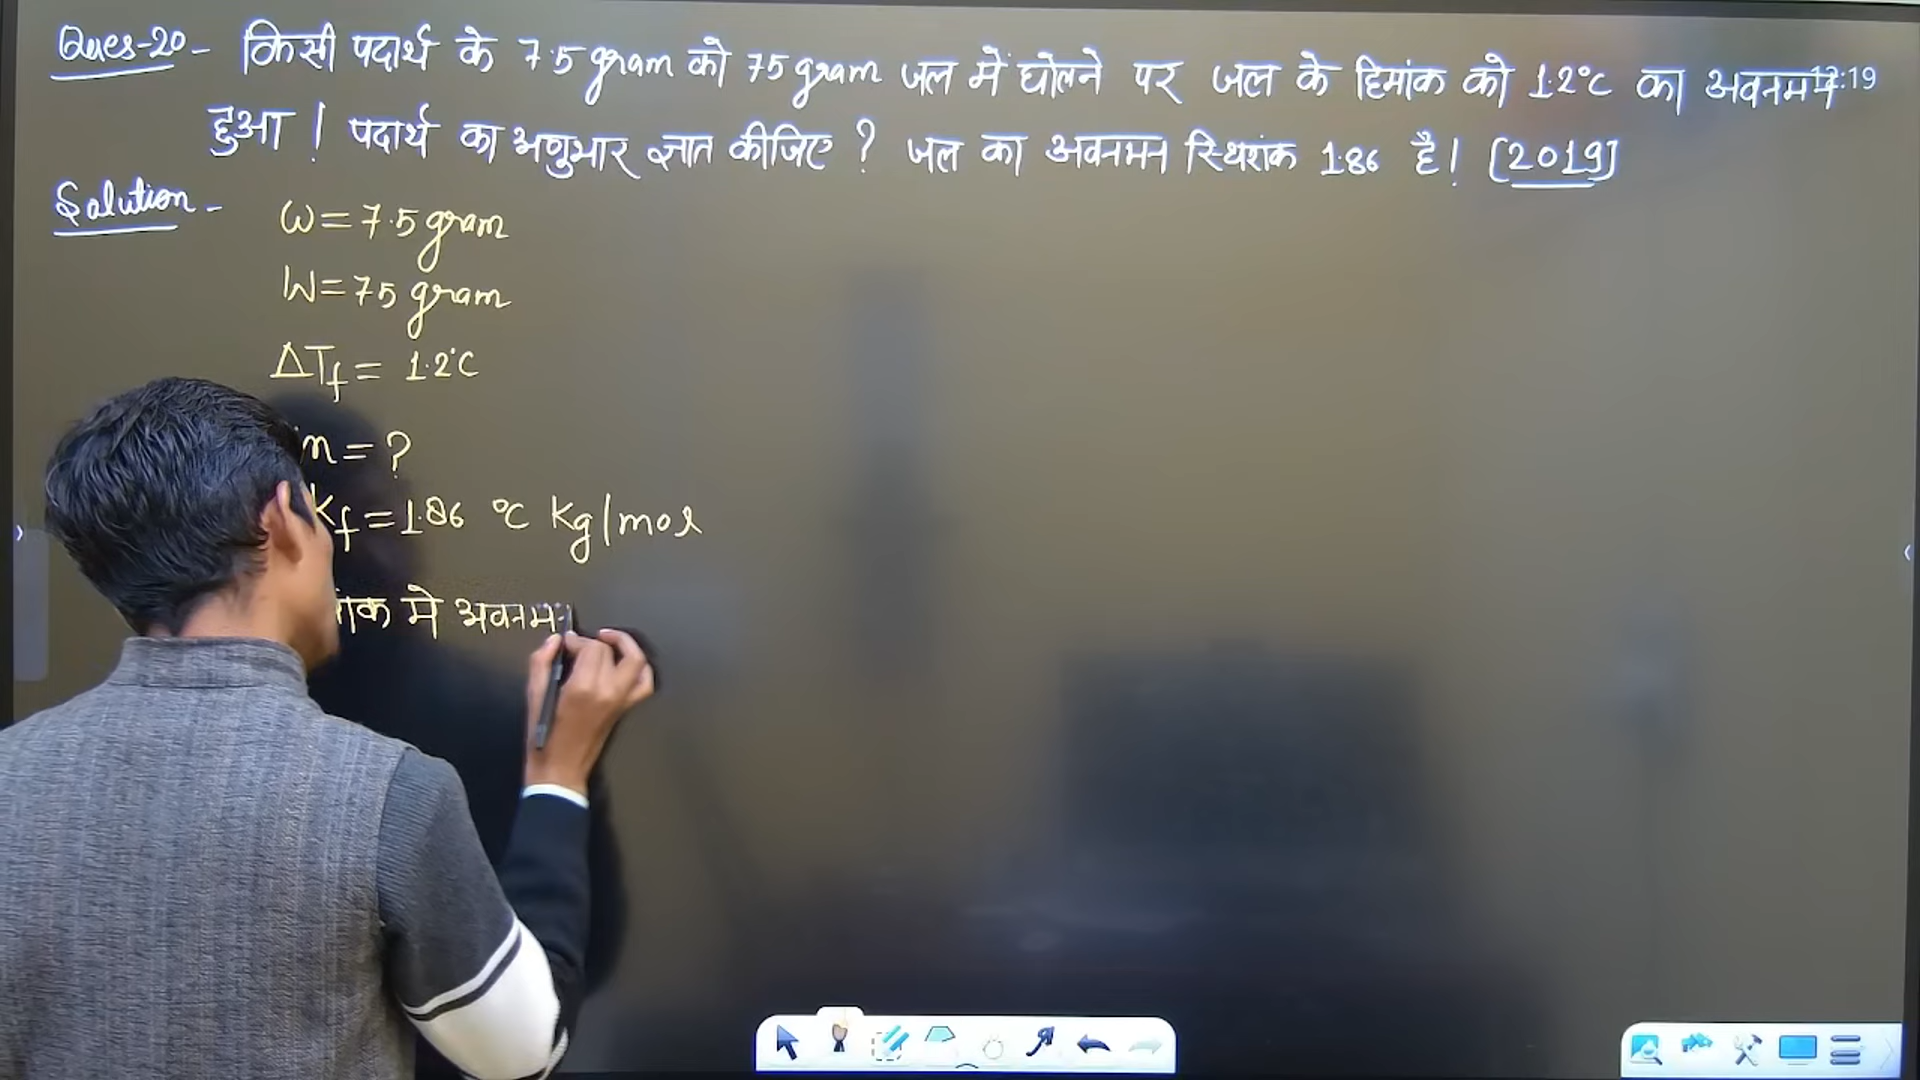 Ques-20 - किसी पदार्थ के 7.5 gram को 75 gram जल में घोलने पर जल के हिमांक को 1.2°C का अवनमन
हुआ ! पदार्थ का अणुभार ज्ञात कीजिए ? जल का अवनमन स्थिरांक 1.86 है ! [2019]
Solution -
w = 7.5 gram
W = 75 gram
ΔTf = 1.2°C
m = ?
Kf = 1.86 °C Kg/mol
में अवनमन